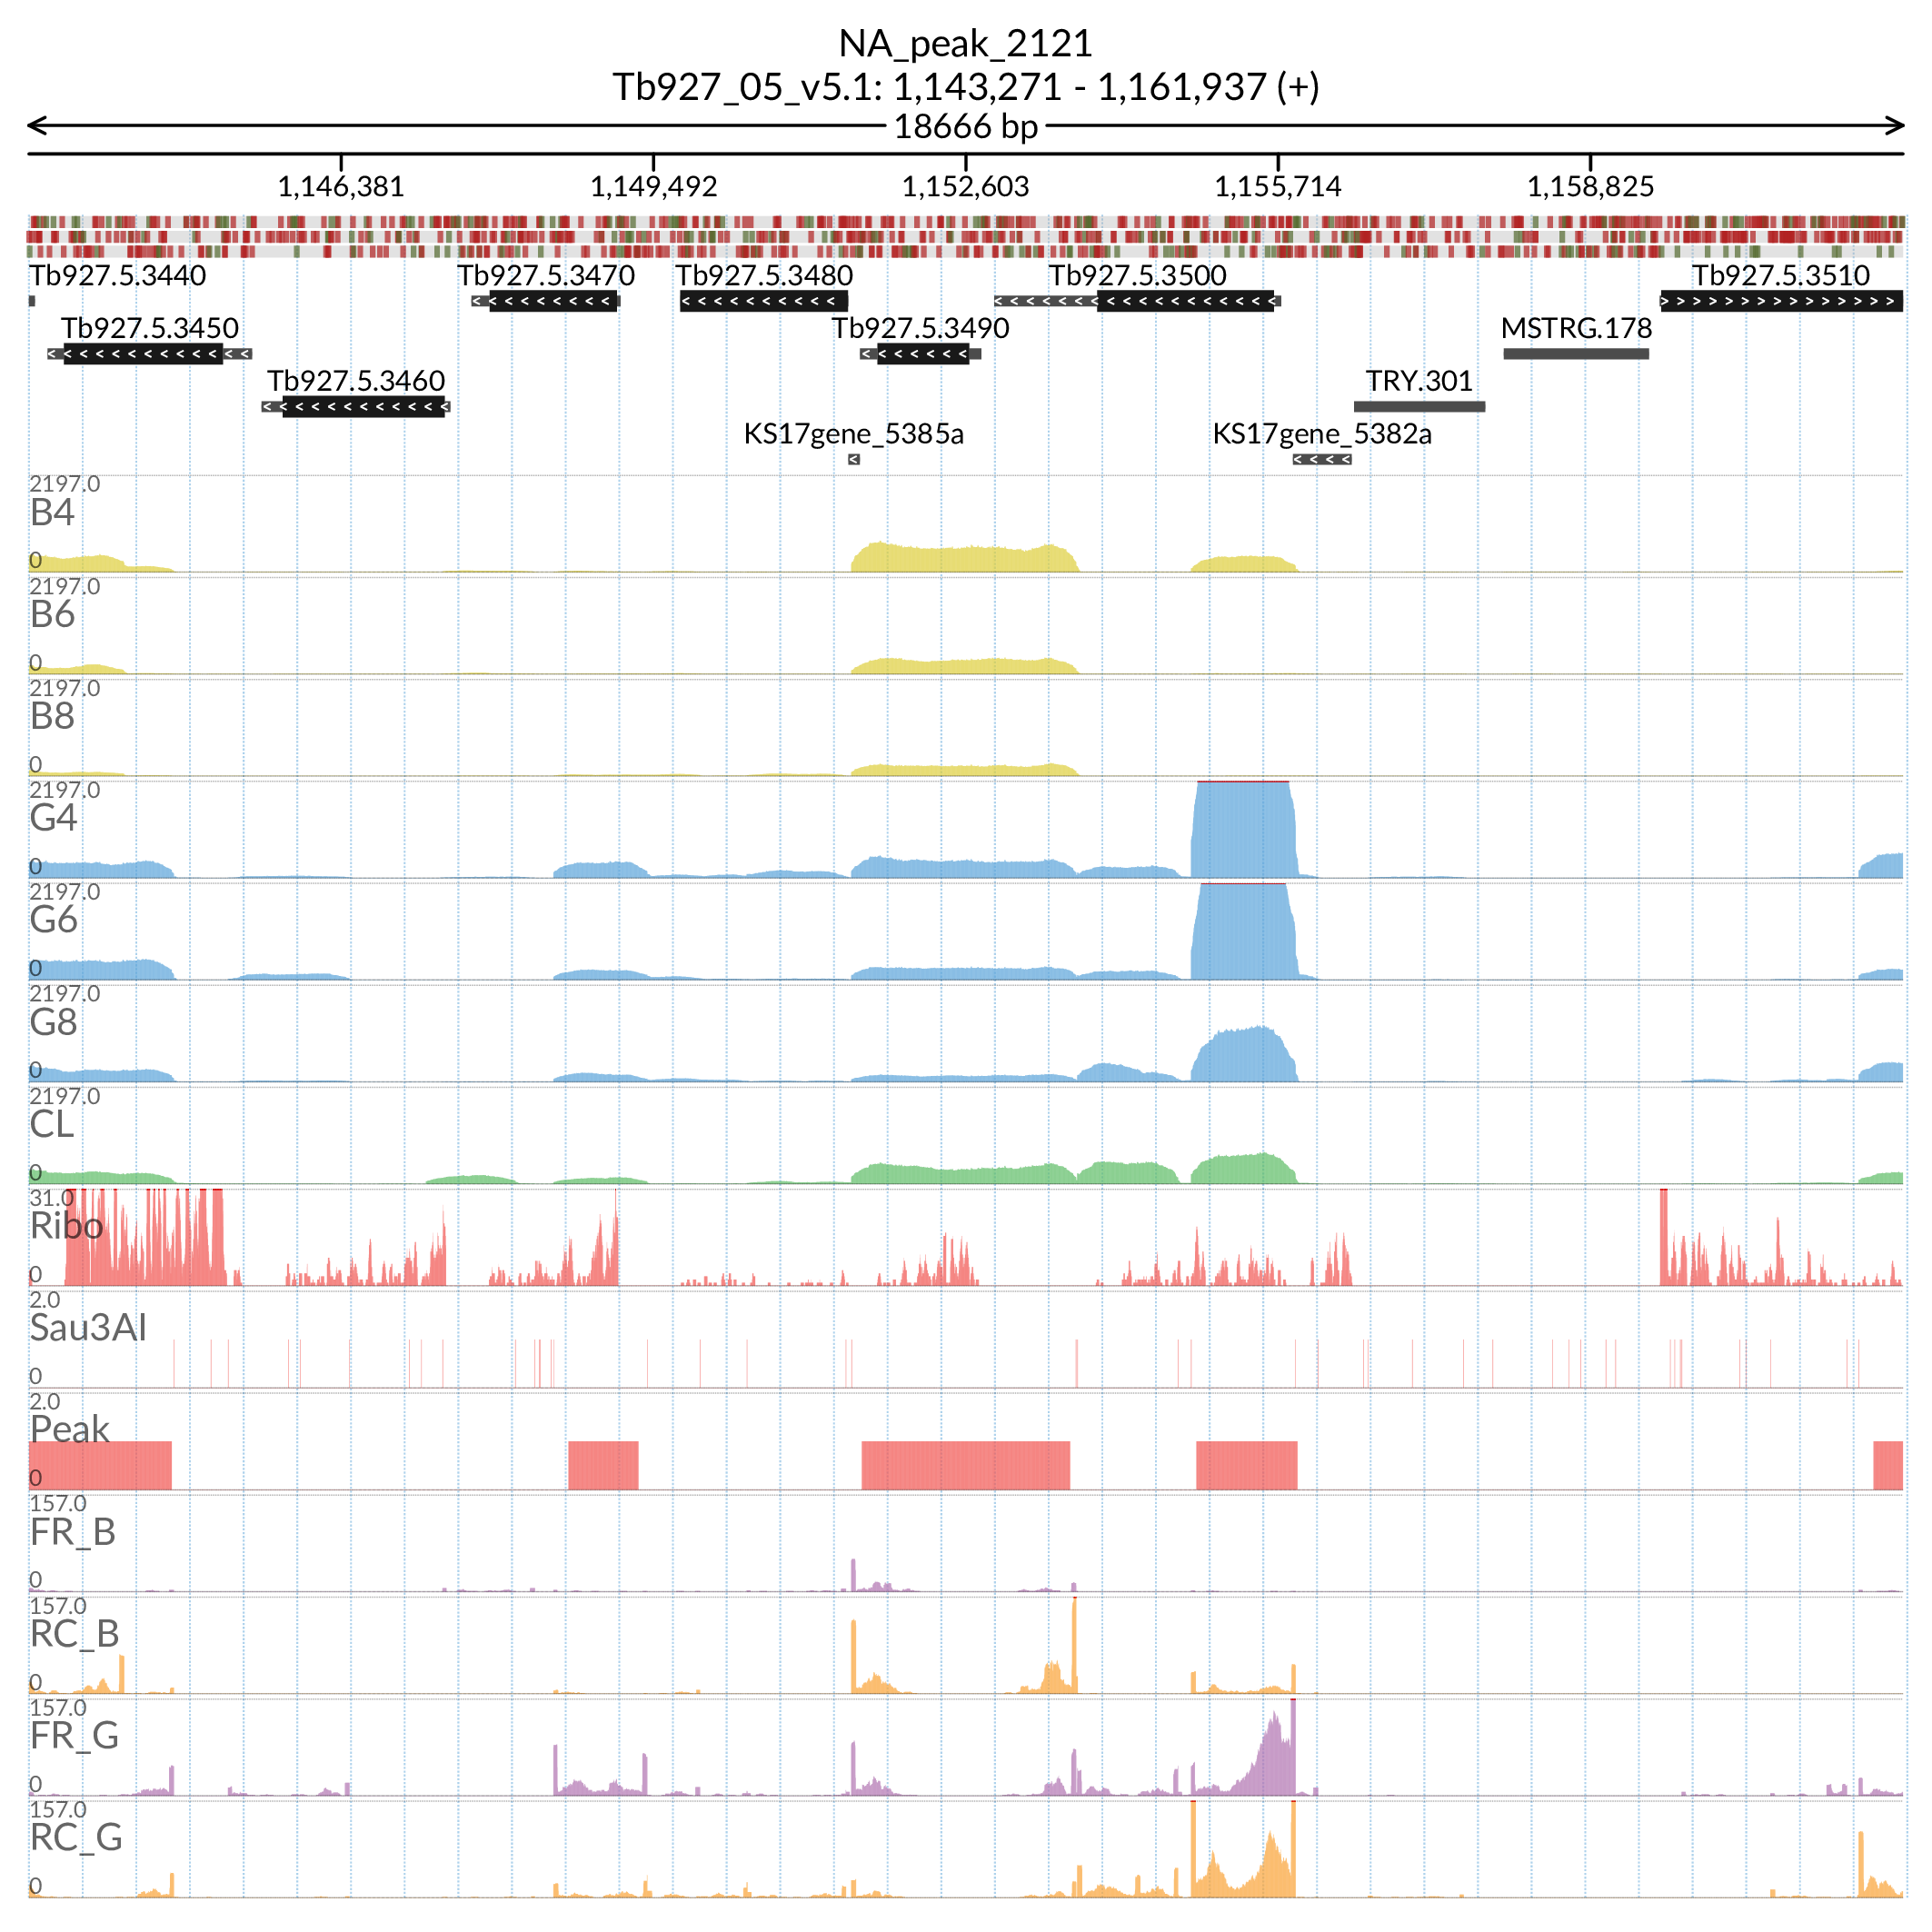 NA_peak_2121
Tb927_05_v5.1: 1,143,271 - 1,161,937 (+)
18666 bp
1,146,381 1,149,492 1,152,603 1,155,714 1,158,825
Tb927.5.3440 Tb927.5.3470 Tb927.5.3480 Tb927.5.3500 Tb927.5.3510
Tb927.5.3450 Tb927.5.3490 MSTRG.178
Tb927.5.3460 TRY.301
KS17gene_5385a KS17gene_5382a
2197.0
B4
0
2197.0
B6
0
2197.0
B8
0
2197.0
G4
0
2197.0
G6
0
2197.0
G8
0
2197.0
CL
0
31.0
Ribo
0
2.0
Sau3AI
0
2.0
Peak
0
157.0
FR_B
0
157.0
RC_B
0
157.0
FR_G
0
157.0
RC_G
0